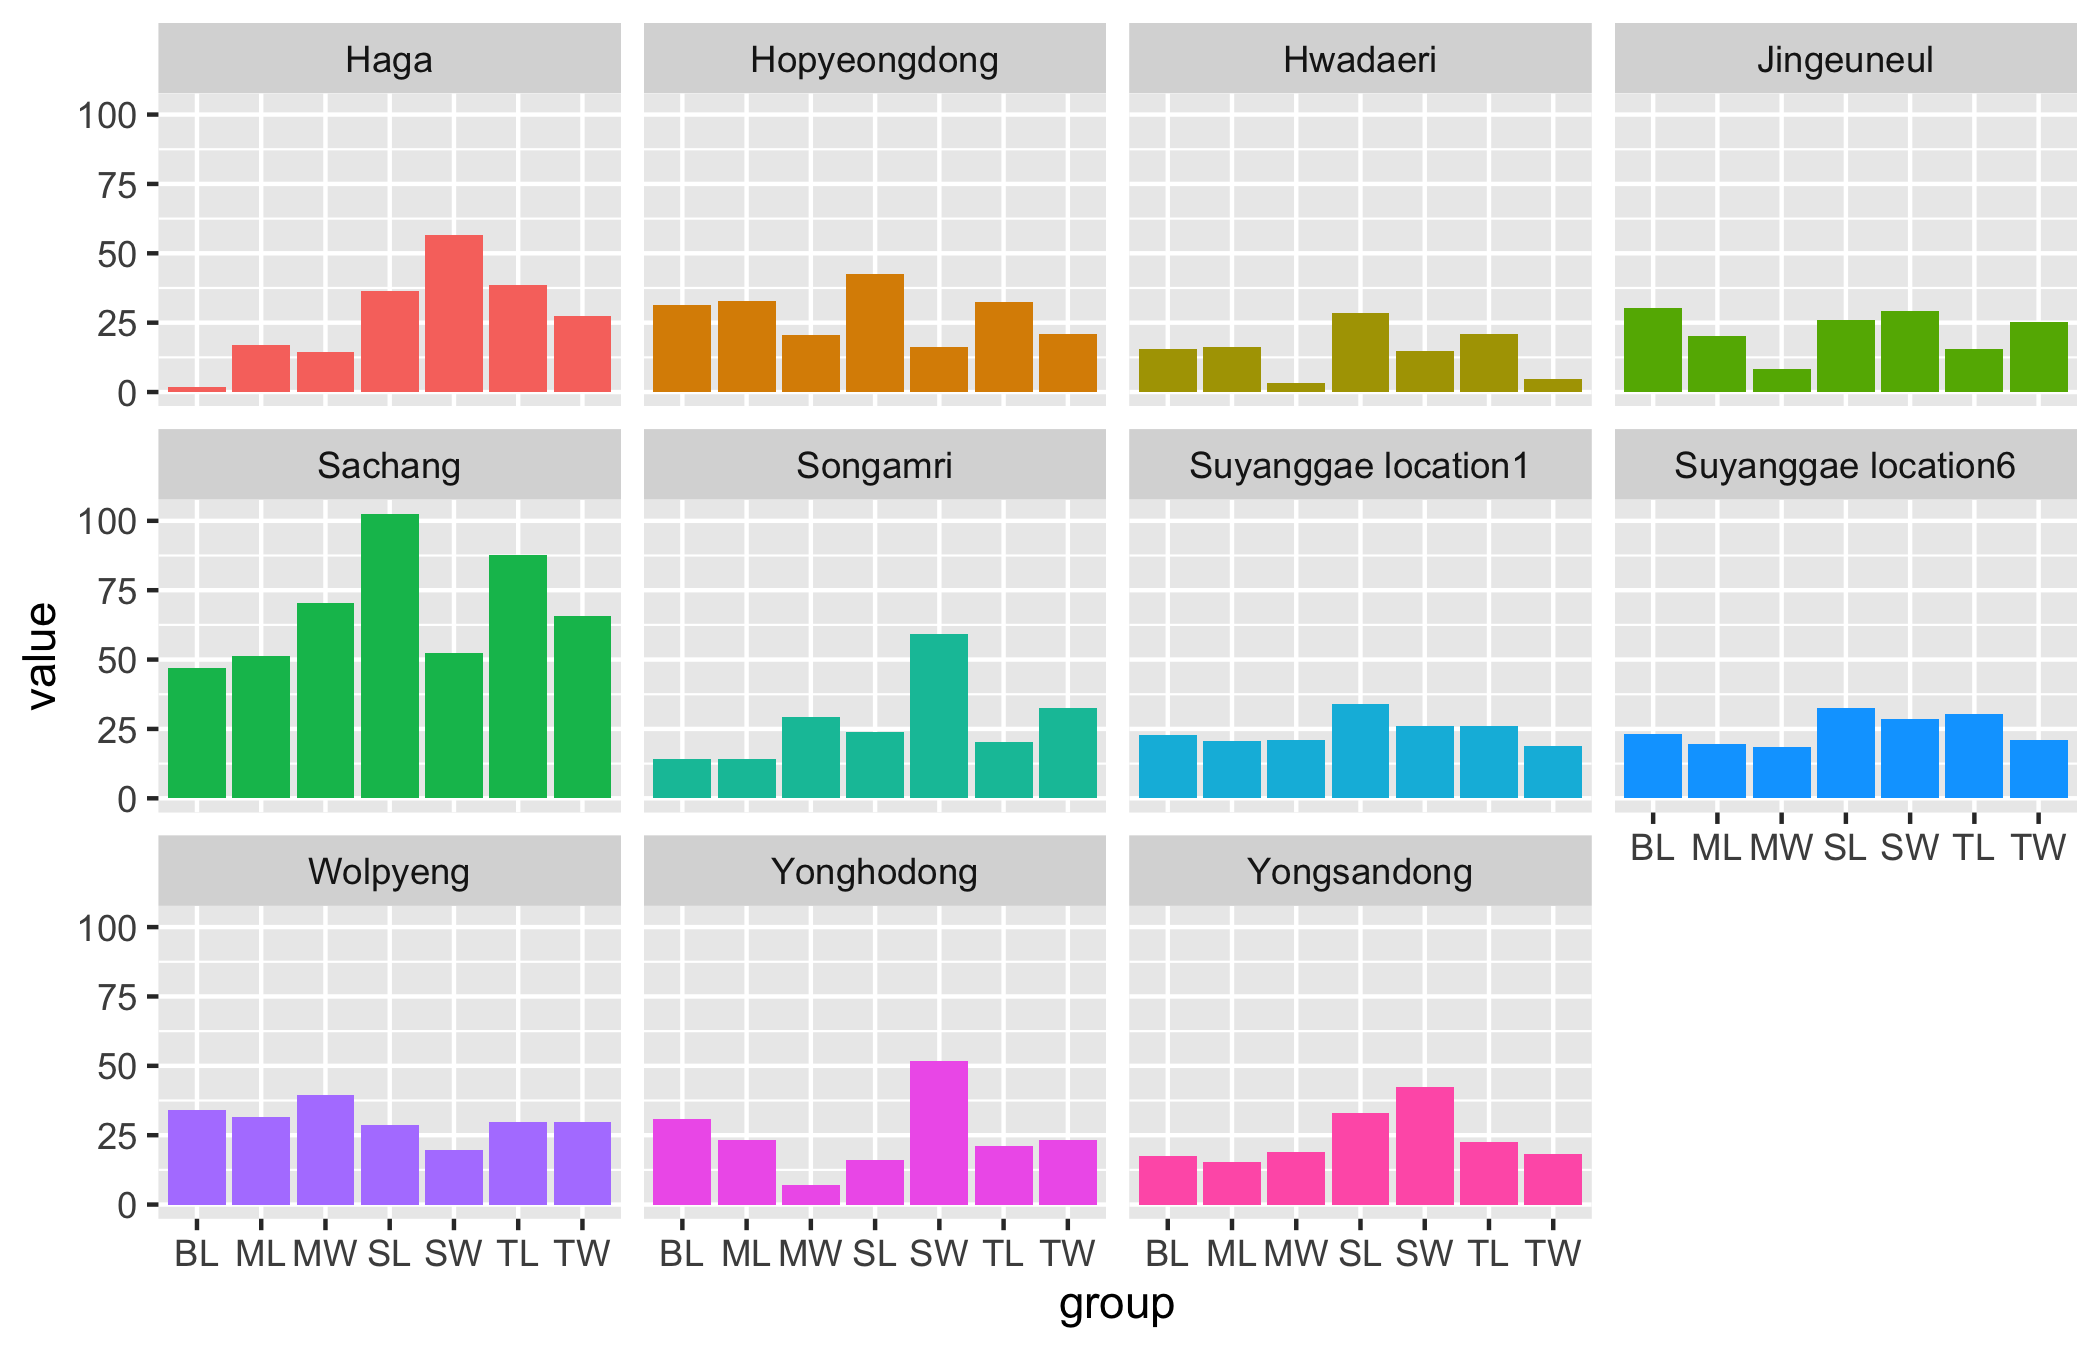 Haga Hopyeongdong Hwadaeri Jingeuneul
100
75
50
25
0
Sachang Songamri Suyanggae location1 Suyanggae location6
100
75
50
25
0
BL ML MW SL SW TL TW
Wolpyeng Yonghodong Yongsandong
100
75
50
25
0
BL ML MW SL SW TL TW BL ML MW SL SW TL TW BL ML MW SL SW TL TW
group
value